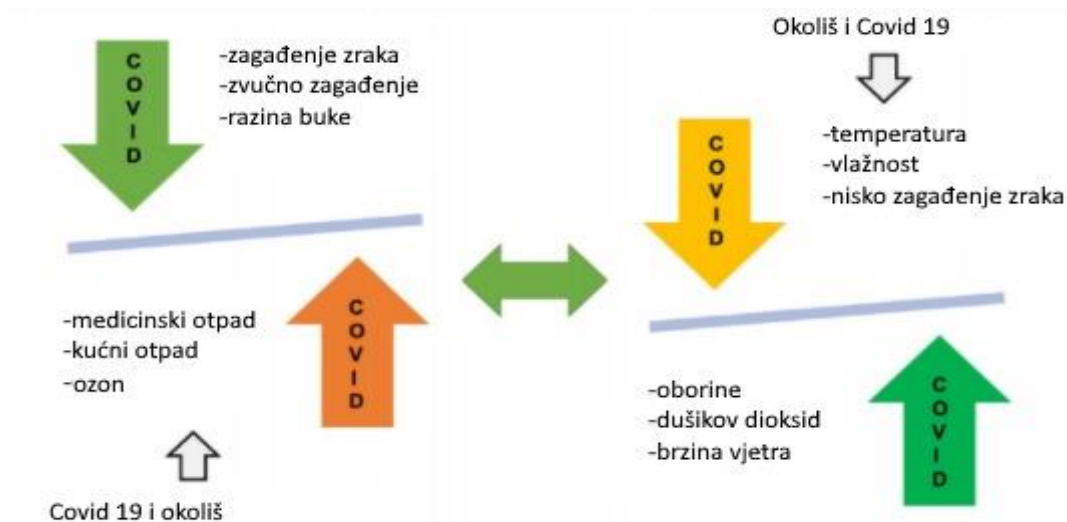 COVID
-zagađenje zraka
-zvučno zagađenje
-razina buke
COVID
-medicinski otpad
-kućni otpad
-ozon
Covid 19 i okoliš
Okoliš i Covid 19
COVID
-temperatura
-vlažnost
-nisko zagađenje zraka
-oborine
-dušikov dioksid
-brzina vjetra
COVID